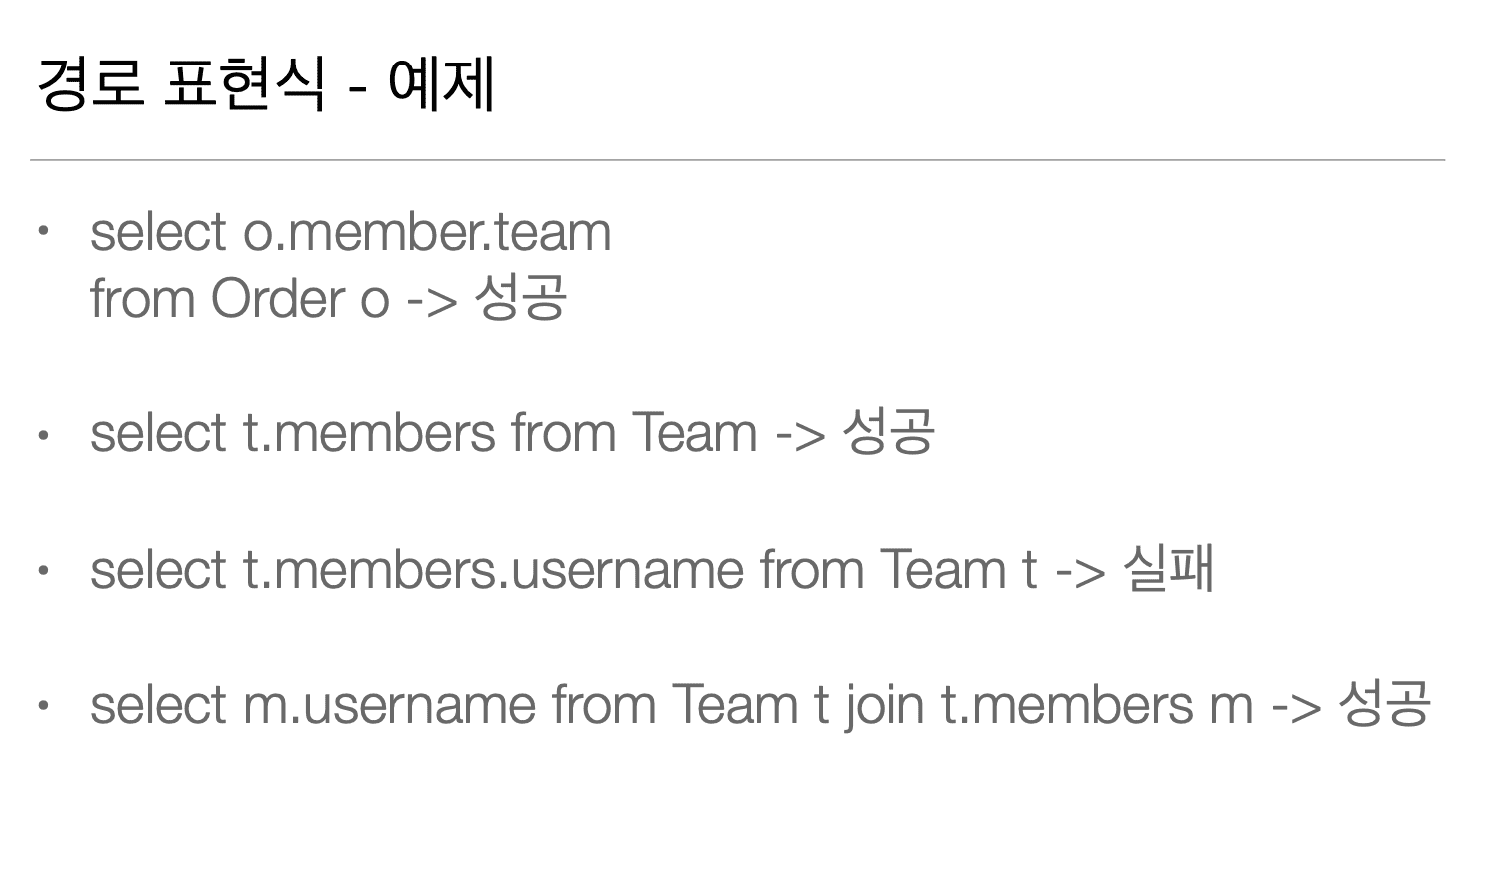 경로 표현식 - 예제
• select o.member.team
from Order o -> 성공
• select t.members from Team -> 성공
• select t.members.username from Team t -> 실패
• select m.username from Team t join t.members m -> 성공